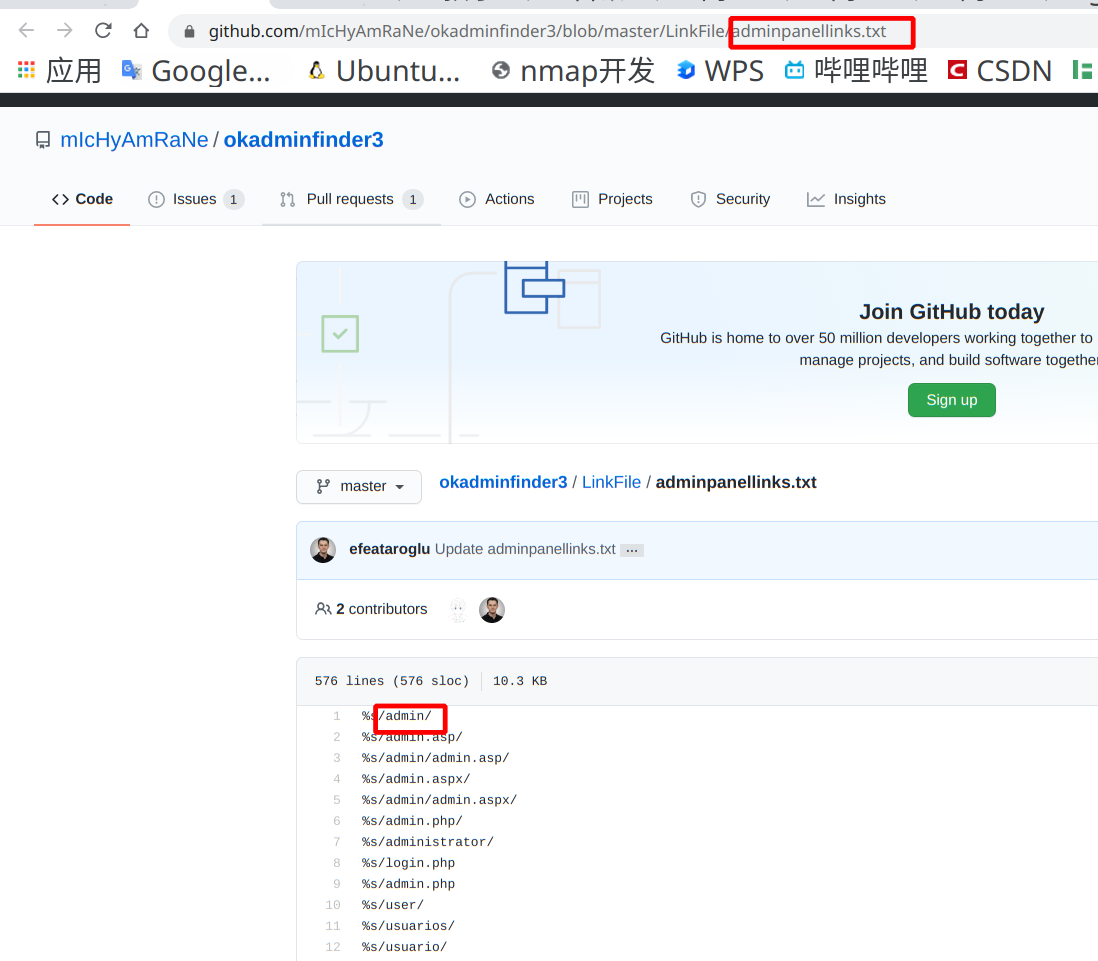 github.com/mIcHyAmRaNe/okadminfinder3/blob/master/LinkFile/adminpanellinks.txt
应用 Google... Ubuntu... nmap开发 WPS 哔哩哔哩 CSDN
mIcHyAmRaNe / okadminfinder3
Code Issues 1 Pull requests 1 Actions Projects Security Insights
Join GitHub today
GitHub is home to over 50 million developers working together to
manage projects, and build software together
Sign up
master okadminfinder3 / LinkFile / adminpanellinks.txt
efeataroglu Update adminpanellinks.txt ...
2 contributors
576 lines (576 sloc) 10.3 KB
1 %s/admin/
2 %s/admin.asp/
3 %s/admin/admin.asp/
4 %s/admin.aspx/
5 %s/admin/admin.aspx/
6 %s/admin.php/
7 %s/administrator/
8 %s/login.php
9 %s/admin.php
10 %s/user/
11 %s/usuarios/
12 %s/usuario/